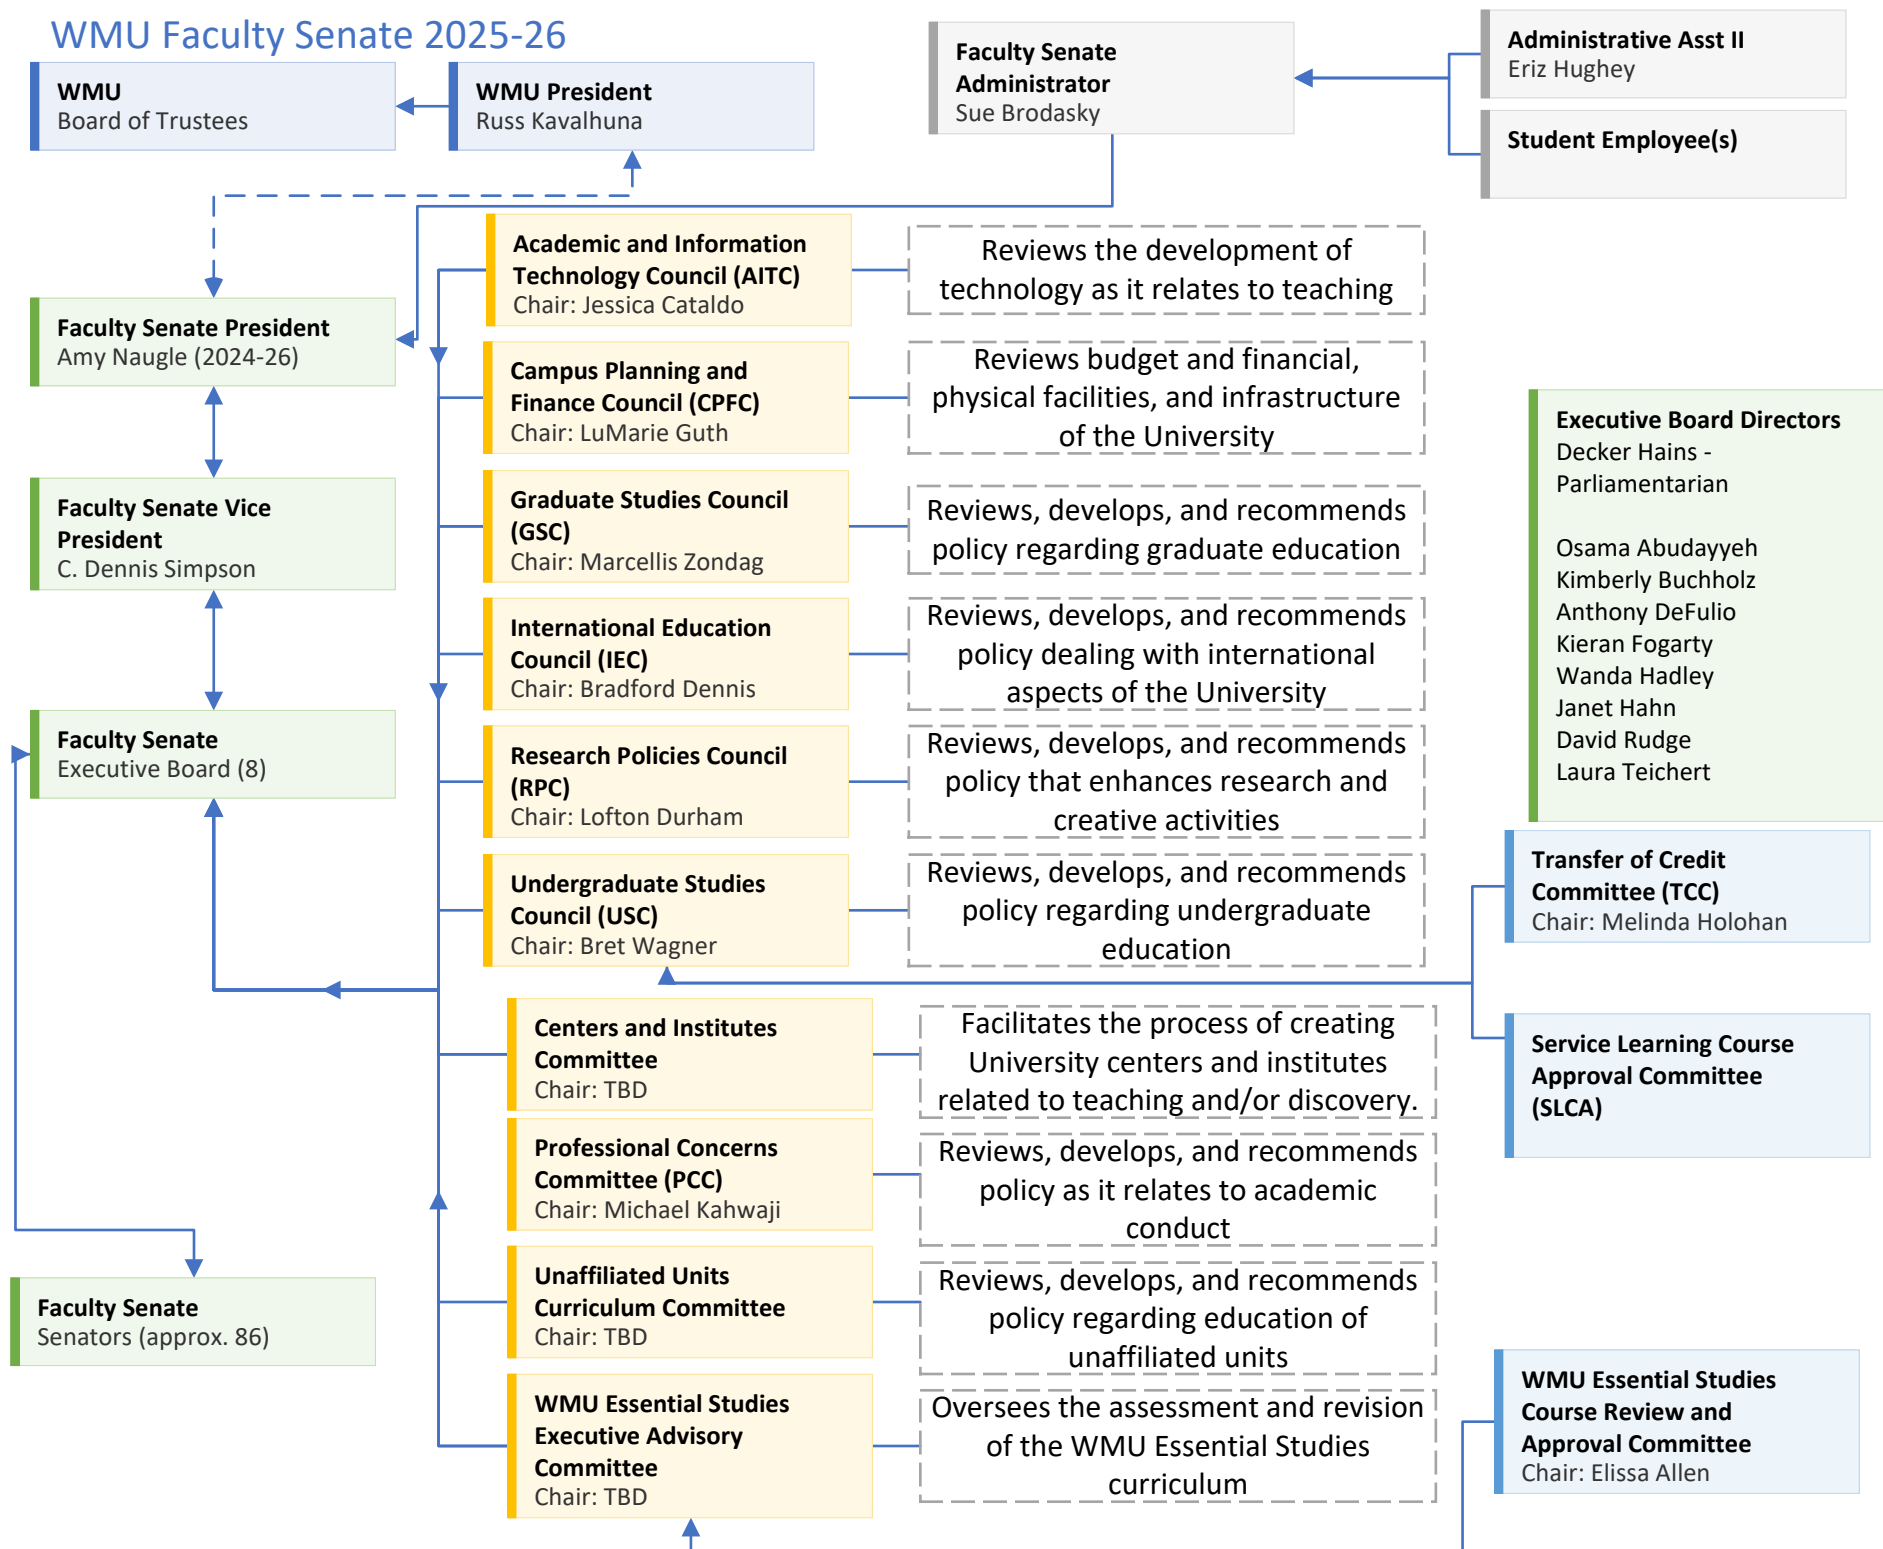 WMU Faculty Senate 2025-26
WMU
Board of Trustees
WMU President
Russ Kavalhuna
Faculty Senate
Administrator
Sue Brodasky
Administrative Asst II
Eriz Hughey
Student Employee(s)
Faculty Senate President
Amy Naugle (2024-26)
Faculty Senate Vice
President
C. Dennis Simpson
Faculty Senate
Executive Board (8)
Faculty Senate
Senators (approx. 86)
Academic and Information
Technology Council (AITC)
Chair: Jessica Cataldo
Reviews the development of
technology as it relates to teaching
Campus Planning and
Finance Council (CPFC)
Chair: LuMarie Guth
Reviews budget and financial,
physical facilities, and infrastructure
of the University
Graduate Studies Council
(GSC)
Chair: Marcellis Zondag
Reviews, develops, and recommends
policy regarding graduate education
International Education
Council (IEC)
Chair: Bradford Dennis
Reviews, develops, and recommends
policy dealing with international
aspects of the University
Research Policies Council
(RPC)
Chair: Lofton Durham
Reviews, develops, and recommends
policy that enhances research and
creative activities
Undergraduate Studies
Council (USC)
Chair: Bret Wagner
Reviews, develops, and recommends
policy regarding undergraduate
education
Centers and Institutes
Committee
Chair: TBD
Facilitates the process of creating
University centers and institutes
related to teaching and/or discovery.
Professional Concerns
Committee (PCC)
Chair: Michael Kahwaji
Reviews, develops, and recommends
policy as it relates to academic
conduct
Unaffiliated Units
Curriculum Committee
Chair: TBD
Reviews, develops, and recommends
policy regarding education of
unaffiliated units
WMU Essential Studies
Executive Advisory
Committee
Chair: TBD
Oversees the assessment and revision
of the WMU Essential Studies
curriculum
Executive Board Directors
Decker Hains -
Parliamentarian
Osama Abudayyeh
Kimberly Buchholz
Anthony DeFulio
Kieran Fogarty
Wanda Hadley
Janet Hahn
David Rudge
Laura Teichert
Transfer of Credit
Committee (TCC)
Chair: Melinda Holohan
Service Learning Course
Approval Committee
(SLCA)
WMU Essential Studies
Course Review and
Approval Committee
Chair: Elissa Allen